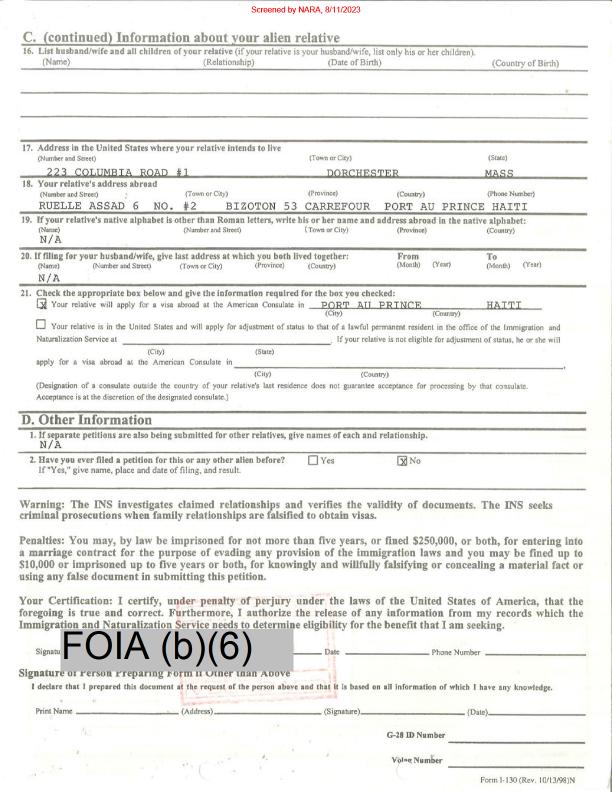 Screened by NARA, 8/11/2023
C. (continued) Information about your alien relative
16. List husband/wife and all children of your relative (if your relative is your husband/wife, list only his or her children).
(Name) (Relationship) (Date of Birth) (Country of Birth)
17. Address in the United States where your relative intends to live
(Number and Street) (Town or City) (State)
223 COLUMBIA ROAD #1 DORCHESTER MASS
18. Your relative's address abroad
(Number and Street) (Town or City) (Province) (Country) (Phone Number)
RUELLE ASSAD 6 NO. #2 BIZOTON 53 CARREFOUR PORT AU PRINCE HAITI
19. If your relative's native alphabet is other than Roman letters, write his or her name and address abroad in the native alphabet:
(Name) (Number and Street) (Town or City) (Province) (Country)
N/A
20. If filing for your husband/wife, give last address at which you both lived together: From To
(Name) (Number and Street) (Town or City) (Province) (Country) (Month) (Year) (Month) (Year)
N/A
21. Check the appropriate box below and give the information required for the box you checked:
X Your relative will apply for a visa abroad at the American Consulate in PORT AU PRINCE HAITI
(City) (Country)
Your relative is in the United States and will apply for adjustment of status to that of a lawful permanent resident in the office of the Immigration and
Naturalization Service at . If your relative is not eligible for adjustment of status, he or she will
(City) (State)
apply for a visa abroad at the American Consulate in .
(City) (Country)
(Designation of a consulate outside the country of your relative's last residence does not guarantee acceptance for processing by that consulate.
Acceptance is at the discretion of the designated consulate.)
D. Other Information
1. If separate petitions are also being submitted for other relatives, give names of each and relationship.
N/A
2. Have you ever filed a petition for this or any other alien before? Yes X No
If "Yes," give name, place and date of filing, and result.
Warning: The INS investigates claimed relationships and verifies the validity of documents. The INS seeks
criminal prosecutions when family relationships are falsified to obtain visas.
Penalties: You may, by law be imprisoned for not more than five years, or fined $250,000, or both, for entering into
a marriage contract for the purpose of evading any provision of the immigration laws and you may be fined up to
$10,000 or imprisoned up to five years or both, for knowingly and willfully falsifying or concealing a material fact or
using any false document in submitting this petition.
Your Certification: I certify, under penalty of perjury under the laws of the United States of America, that the
foregoing is true and correct. Furthermore, I authorize the release of any information from my records which the
Immigration and Naturalization Service needs to determine eligibility for the benefit that I am seeking.
Signatu FOIA (b)(6) Date Phone Number
Signature of Person Preparing Form if Other than Above
I declare that I prepared this document at the request of the person above and that it is based on all information of which I have any knowledge.
Print Name (Address) (Signature) (Date)
G-28 ID Number
Volag Number
Form I-130 (Rev. 10/13/98)N